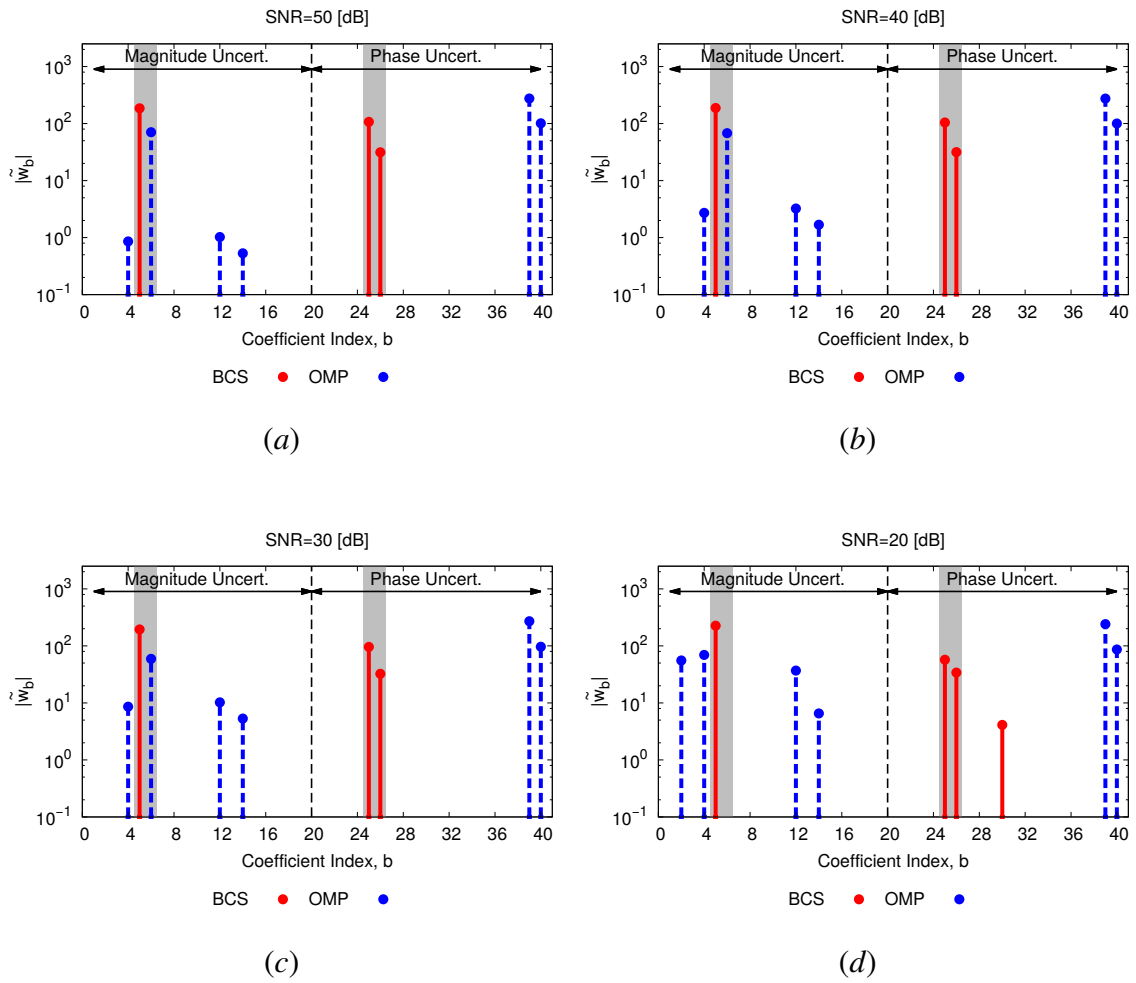 SNR=50 [dB]
Magnitude Uncert. Phase Uncert.
10^3
10^2
10^1
10^0
10^-1
|w̃_b|
0 4 8 12 16 20 24 28 32 36 40
Coefficient Index, b
BCS OMP
(a)
SNR=40 [dB]
Magnitude Uncert. Phase Uncert.
10^3
10^2
10^1
10^0
10^-1
|w̃_b|
0 4 8 12 16 20 24 28 32 36 40
Coefficient Index, b
BCS OMP
(b)
SNR=30 [dB]
Magnitude Uncert. Phase Uncert.
10^3
10^2
10^1
10^0
10^-1
|w̃_b|
0 4 8 12 16 20 24 28 32 36 40
Coefficient Index, b
BCS OMP
(c)
SNR=20 [dB]
Magnitude Uncert. Phase Uncert.
10^3
10^2
10^1
10^0
10^-1
|w̃_b|
0 4 8 12 16 20 24 28 32 36 40
Coefficient Index, b
BCS OMP
(d)